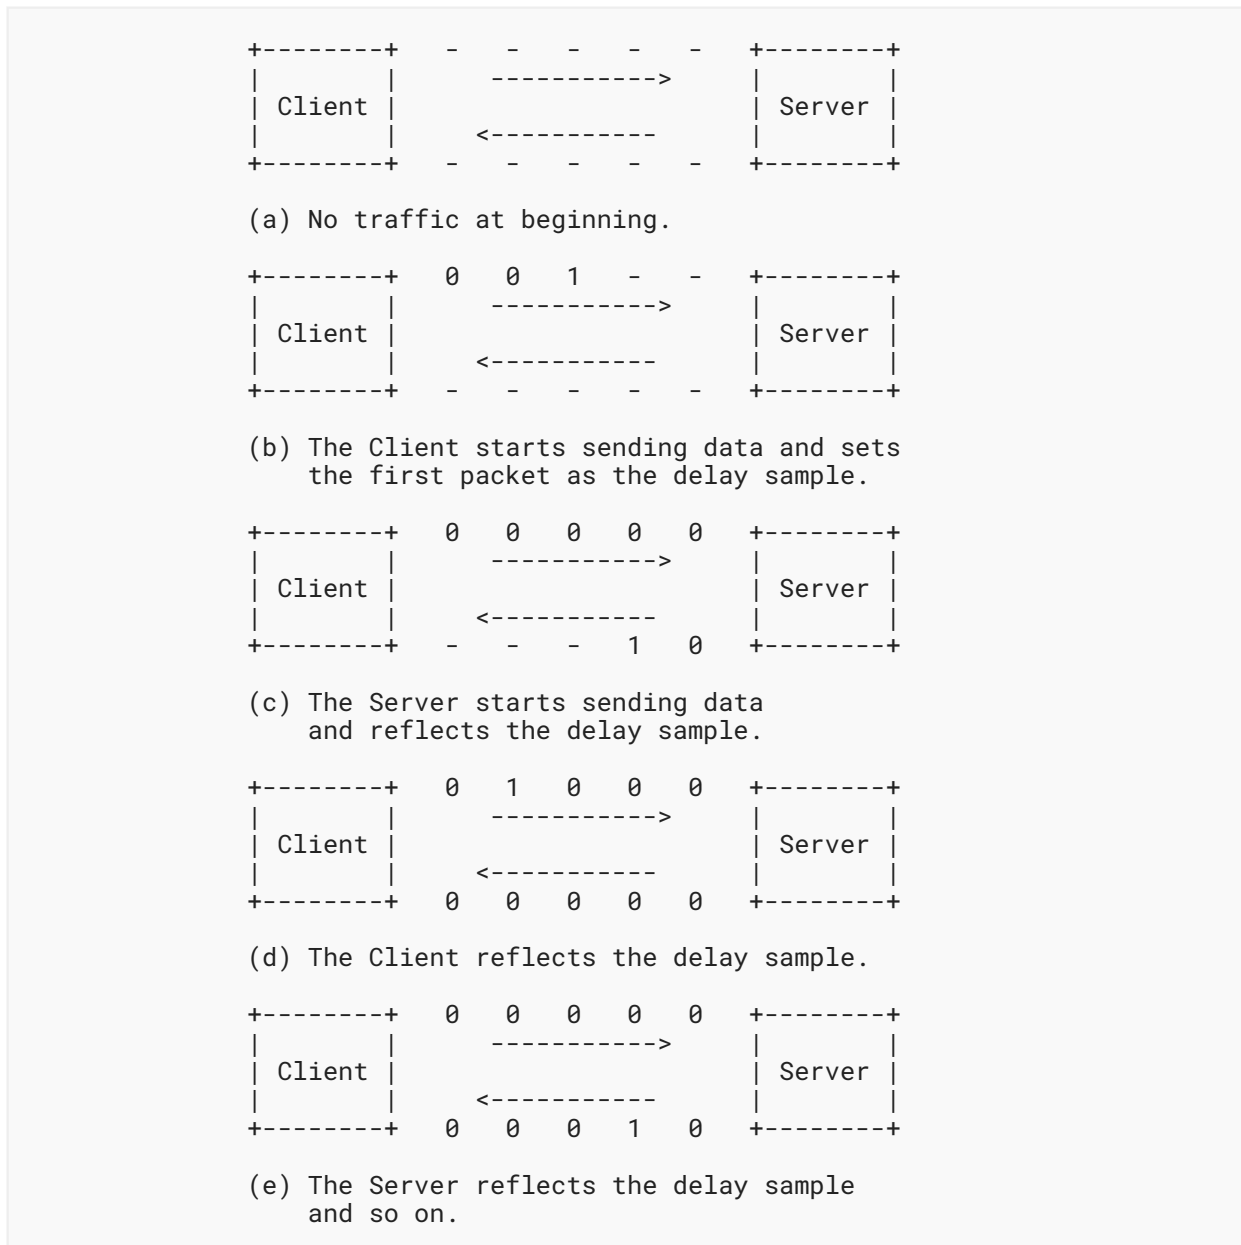 +--------+   -   -   -   -   -   +--------+
|        |      ----------->     |        |
| Client |                       | Server |
|        |     <-----------      |        |
+--------+   -   -   -   -   -   +--------+
(a) No traffic at beginning.
+--------+   0   0   1   -   -   +--------+
|        |      ----------->     |        |
| Client |                       | Server |
|        |     <-----------      |        |
+--------+   -   -   -   -   -   +--------+
(b) The Client starts sending data and sets
    the first packet as the delay sample.
+--------+   0   0   0   0   0   +--------+
|        |      ----------->     |        |
| Client |                       | Server |
|        |     <-----------      |        |
+--------+   -   -   -   1   0   +--------+
(c) The Server starts sending data
    and reflects the delay sample.
+--------+   0   1   0   0   0   +--------+
|        |      ----------->     |        |
| Client |                       | Server |
|        |     <-----------      |        |
+--------+   0   0   0   0   0   +--------+
(d) The Client reflects the delay sample.
+--------+   0   0   0   0   0   +--------+
|        |      ----------->     |        |
| Client |                       | Server |
|        |     <-----------      |        |
+--------+   0   0   0   1   0   +--------+
(e) The Server reflects the delay sample
    and so on.